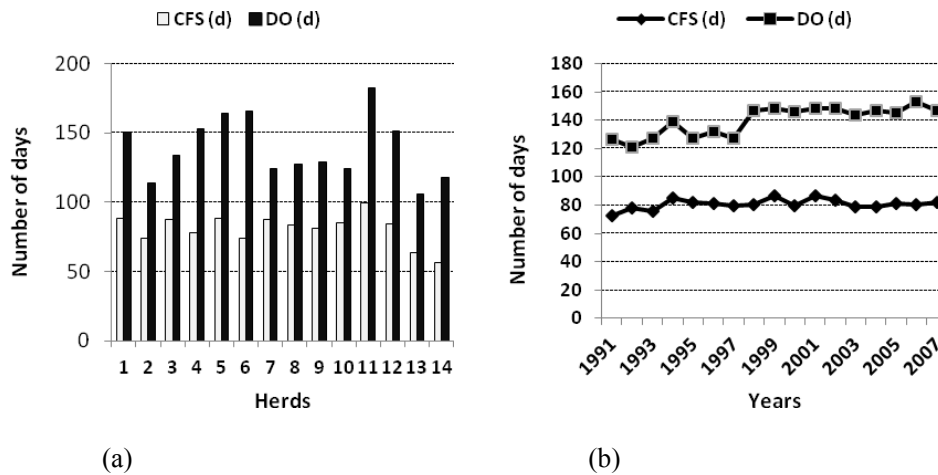 CFS (d) DO (d)
200
150
100
50
0
Number of days
1 2 3 4 5 6 7 8 9 10 11 12 13 14
Herds
(a)
CFS (d) DO (d)
180
160
140
120
100
80
60
40
20
0
Number of days
1991 1993 1995 1997 1999 2001 2003 2005 2007
Years
(b)